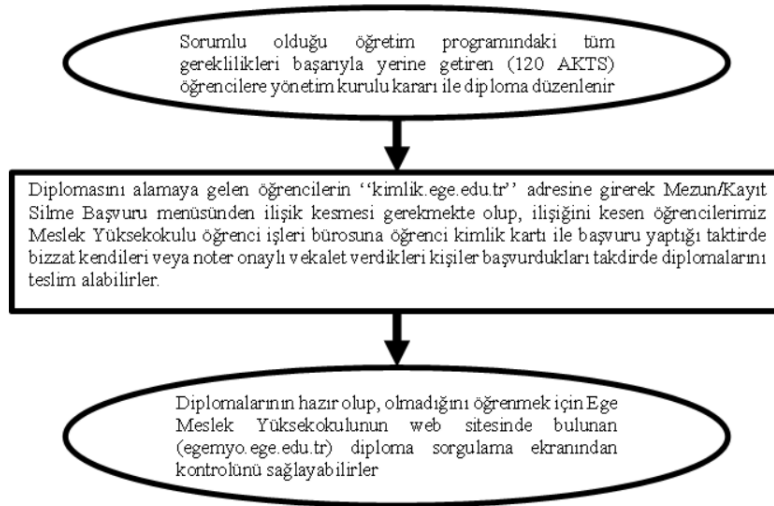 Sorumlu olduğu öğretim programındaki tüm
gereklilikleri başarıyla yerine getiren (120 AKTS)
öğrencilere yönetim kurulu kararı ile diploma düzenlenir
Diplomasını alamaya gelen öğrencilerin ‘‘kimlik.ege.edu.tr’’ adresine girerek Mezun/Kayıt
Silme Başvuru menüsünden ilişik kesmesi gerekmekte olup, ilişiğini kesen öğrencilerimiz
Meslek Yüksekokulu öğrenci işleri bürosuna öğrenci kimlik kartı ile başvuru yaptığı taktirde
bizzat kendileri veya noter onaylı vekalet verdikleri kişiler başvurdukları takdirde diplomalarını
teslim alabilirler.
Diplomalarının hazır olup, olmadığını öğrenmek için Ege
Meslek Yüksekokulunun web sitesinde bulunan
(egemyo.ege.edu.tr) diploma sorgulama ekranından
kontrolünü sağlayabilirler